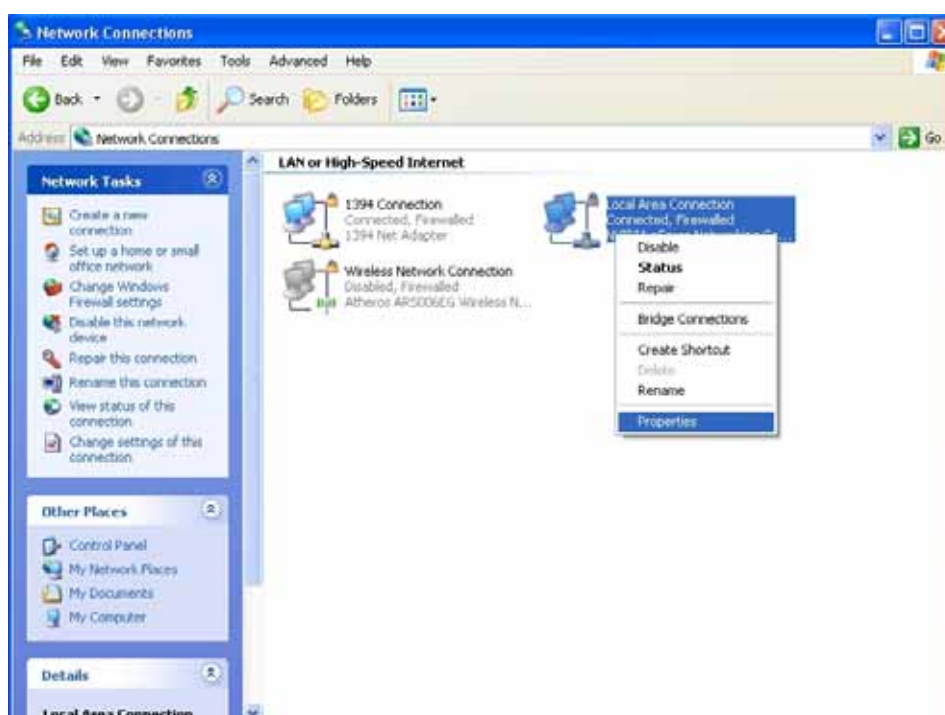 Network Connections
File Edit View Favorites Tools Advanced Help
Back Search Folders
Address Network Connections Go
Network Tasks
Create a new
connection
Set up a home or small
office network
Change Windows
Firewall settings
Disable this network
device
Repair this connection
Rename this connection
View status of this
connection
Change settings of this
connection
Other Places
Control Panel
My Network Places
My Documents
My Computer
Details
Local Area Connection
LAN or High-Speed Internet
1394 Connection
Connected, Firewalled
1394 Net Adapter
Wireless Network Connection
Disabled, Firewalled
Atheros AR5006EG Wireless N...
Local Area Connection
Connected, Firewalled
Disable
Status
Repair
Bridge Connections
Create Shortcut
Delete
Rename
Properties